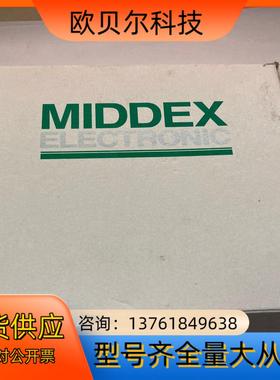 欧贝尔科技
MIDDEX
ELECTRONIC
货供应
对公开票
咨询：13761849638
型号齐全量大从